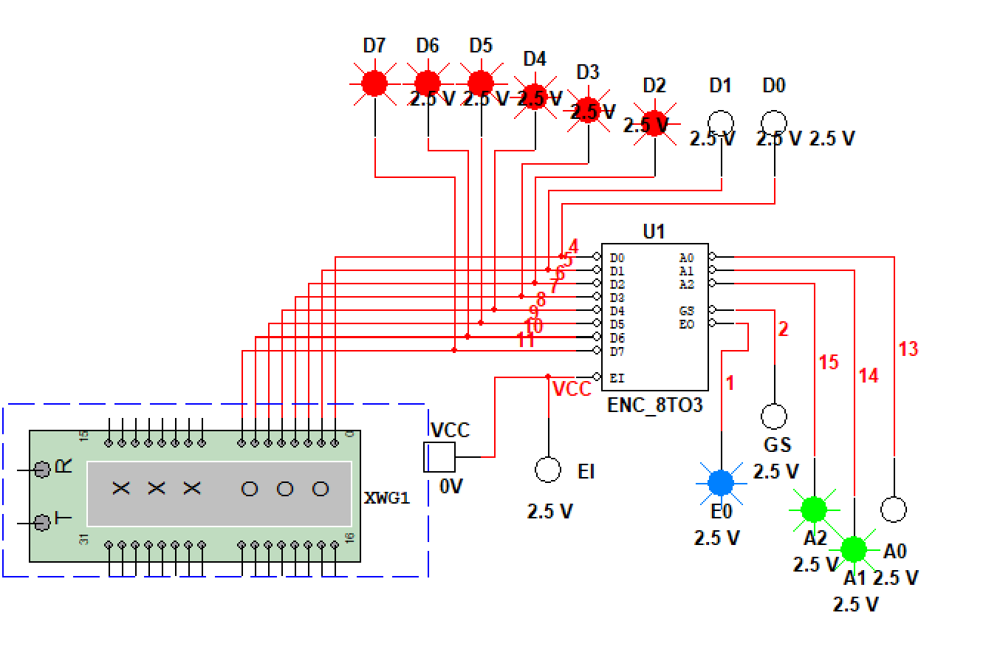 D7 D6 D5
D4
D3
D2 D1 D0
2.5 V 2.5 V 2.5 V
2.5 V
2.5 V
2.5 V 2.5 V 2.5 V
U1
4
D0 A0
5
D1 A1
6
D2 A2
7
D3
8
D4 GS
9
D5 E0
10
D6
11
D7
EI
VCC
ENC_8TO3
2
13
15
14
1
15 0
VCC
0V
R
T
X X X O O O
XWG1
31 16
EI
2.5 V
GS
2.5 V
E0
2.5 V
A2
2.5 V
A0
A1 2.5 V
2.5 V